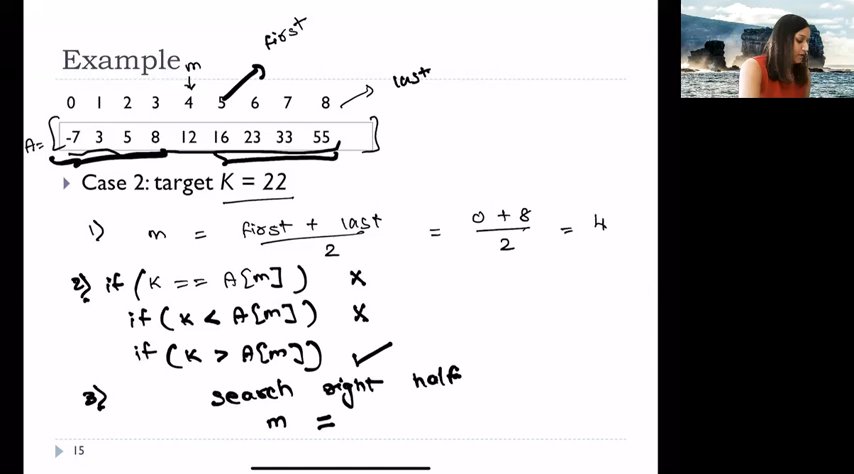 first
Example
m
last
0 1 2 3 4 5 6 7 8
A= [ -7 3 5 8 12 16 23 33 55 ]
Case 2: target K = 22
1) m = first + last / 2 = 0 + 8 / 2 = 4
2) if (K == A[m]) x
if (K < A[m]) x
if (K > A[m]) ✓
3) search right half
m =
15